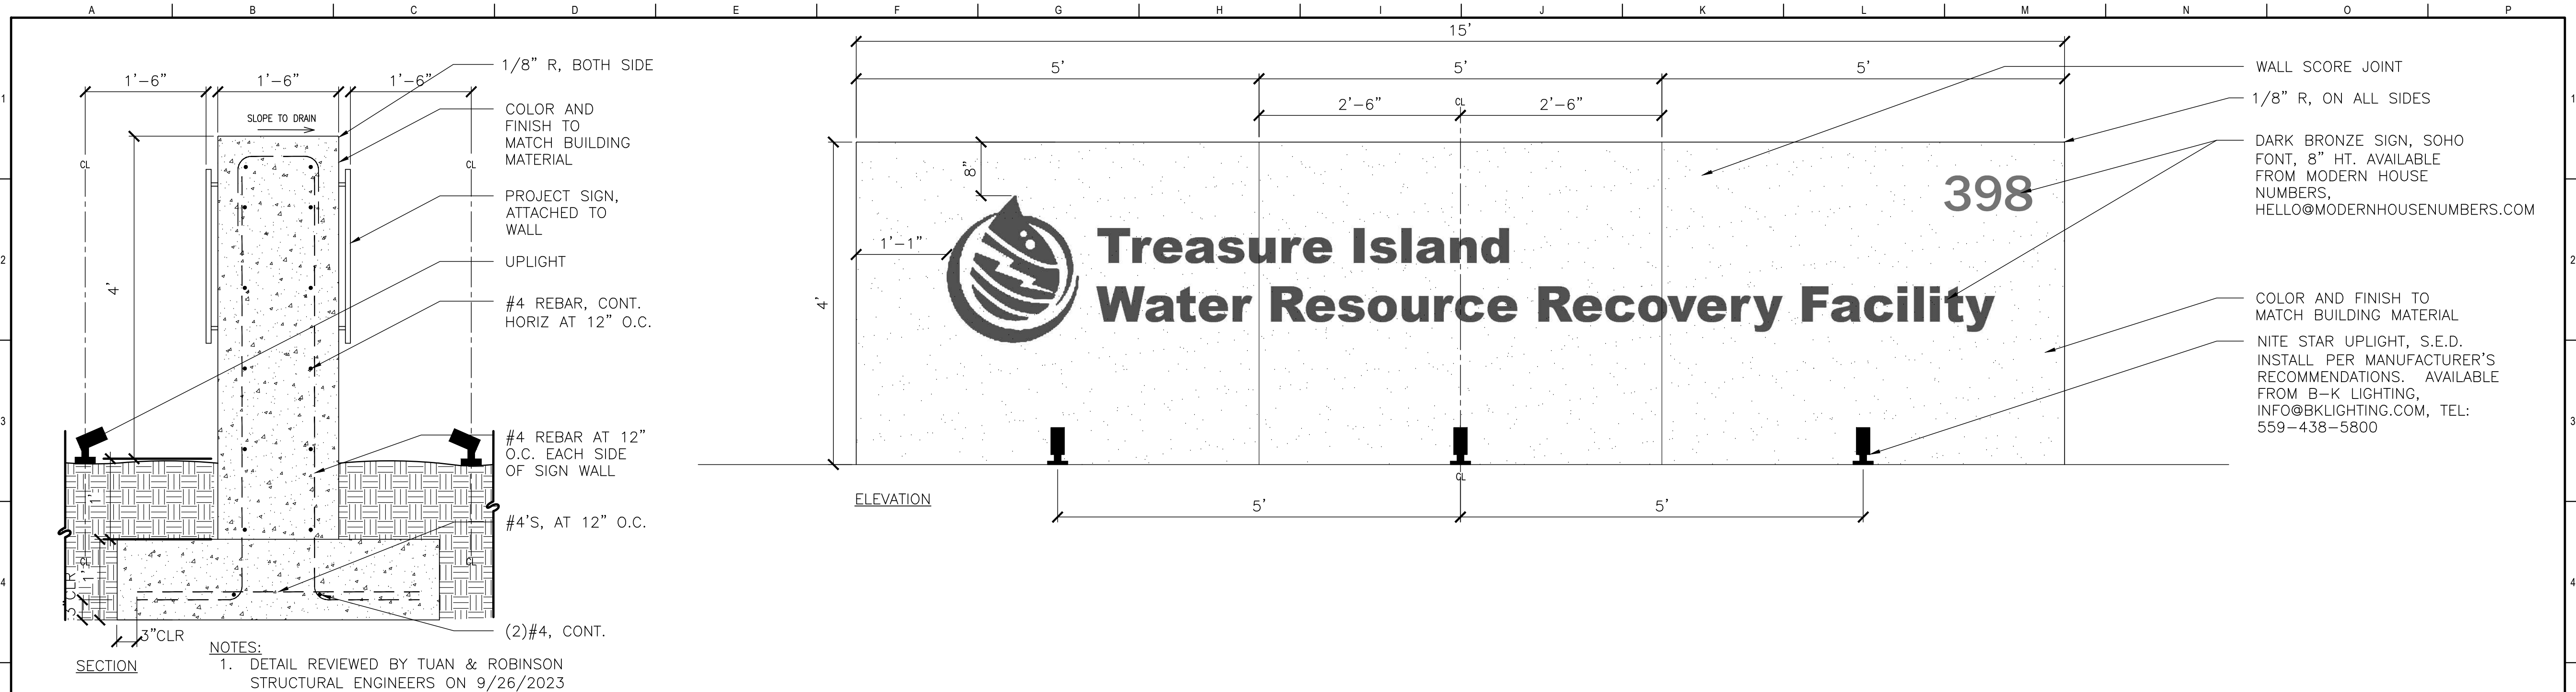 A B C D E F G H I J K L M N O P
1
2
3
4
1'-6"
1'-6"
1'-6"
SLOPE TO DRAIN
CL
CL
4'
1'
CL
CL
1'
3"CLR
3"CLR
1/8" R, BOTH SIDE
COLOR AND
FINISH TO
MATCH BUILDING
MATERIAL
PROJECT SIGN,
ATTACHED TO
WALL
UPLIGHT
#4 REBAR, CONT.
HORIZ AT 12" O.C.
#4 REBAR AT 12"
O.C. EACH SIDE
OF SIGN WALL
#4'S, AT 12" O.C.
(2)#4, CONT.
SECTION
NOTES:
1. DETAIL REVIEWED BY TUAN & ROBINSON
STRUCTURAL ENGINEERS ON 9/26/2023
15'
5'
5'
5'
2'-6"
CL
2'-6"
8"
1'-1"
4'
398
Treasure Island
Water Resource Recovery Facility
CL
ELEVATION
5'
5'
WALL SCORE JOINT
1/8" R, ON ALL SIDES
DARK BRONZE SIGN, SOHO
FONT, 8" HT. AVAILABLE
FROM MODERN HOUSE
NUMBERS,
HELLO@MODERNHOUSENUMBERS.COM
COLOR AND FINISH TO
MATCH BUILDING MATERIAL
NITE STAR UPLIGHT, S.E.D.
INSTALL PER MANUFACTURER'S
RECOMMENDATIONS. AVAILABLE
FROM B-K LIGHTING,
INFO@BKLIGHTING.COM, TEL:
559-438-5800
1
2
3
4